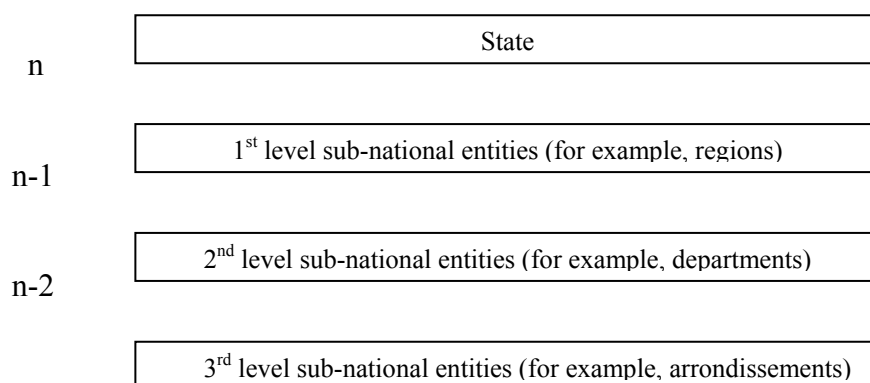 State
n
1st level sub-national entities (for example, regions)
n-1
2nd level sub-national entities (for example, departments)
n-2
3rd level sub-national entities (for example, arrondissements)